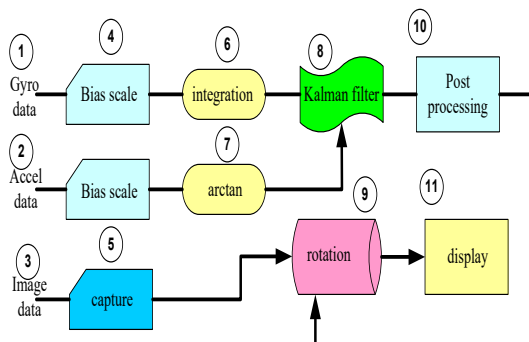 1
Gyro
data
4
Bias scale
6
integration
8
Kalman filter
10
Post
processing
2
Accel
data
Bias scale
7
arctan
3
Image
data
5
capture
9
rotation
11
display